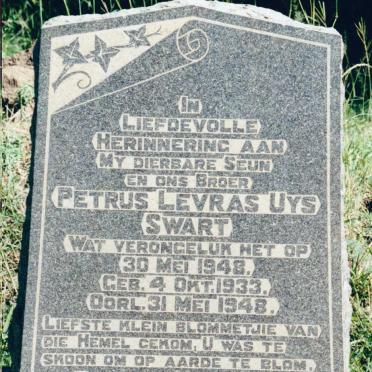 IN
LIEFDEVOLLE
HERINNERING AAN
MY DIERBARE SEUN
EN ONS BROER
PETRUS LEVRAS UYS
SWART
WAT VERONGELUK HET OP
30 MEI 1948.
GEB. 4 OKT. 1933.
OORL. 31 MEI 1948.
LIEFSTE KLEIN BLOMMETJIE VAN
DIE HEMEL GEKOM, U WAS TE
SKOON OM OP AARDE TE BLOM.